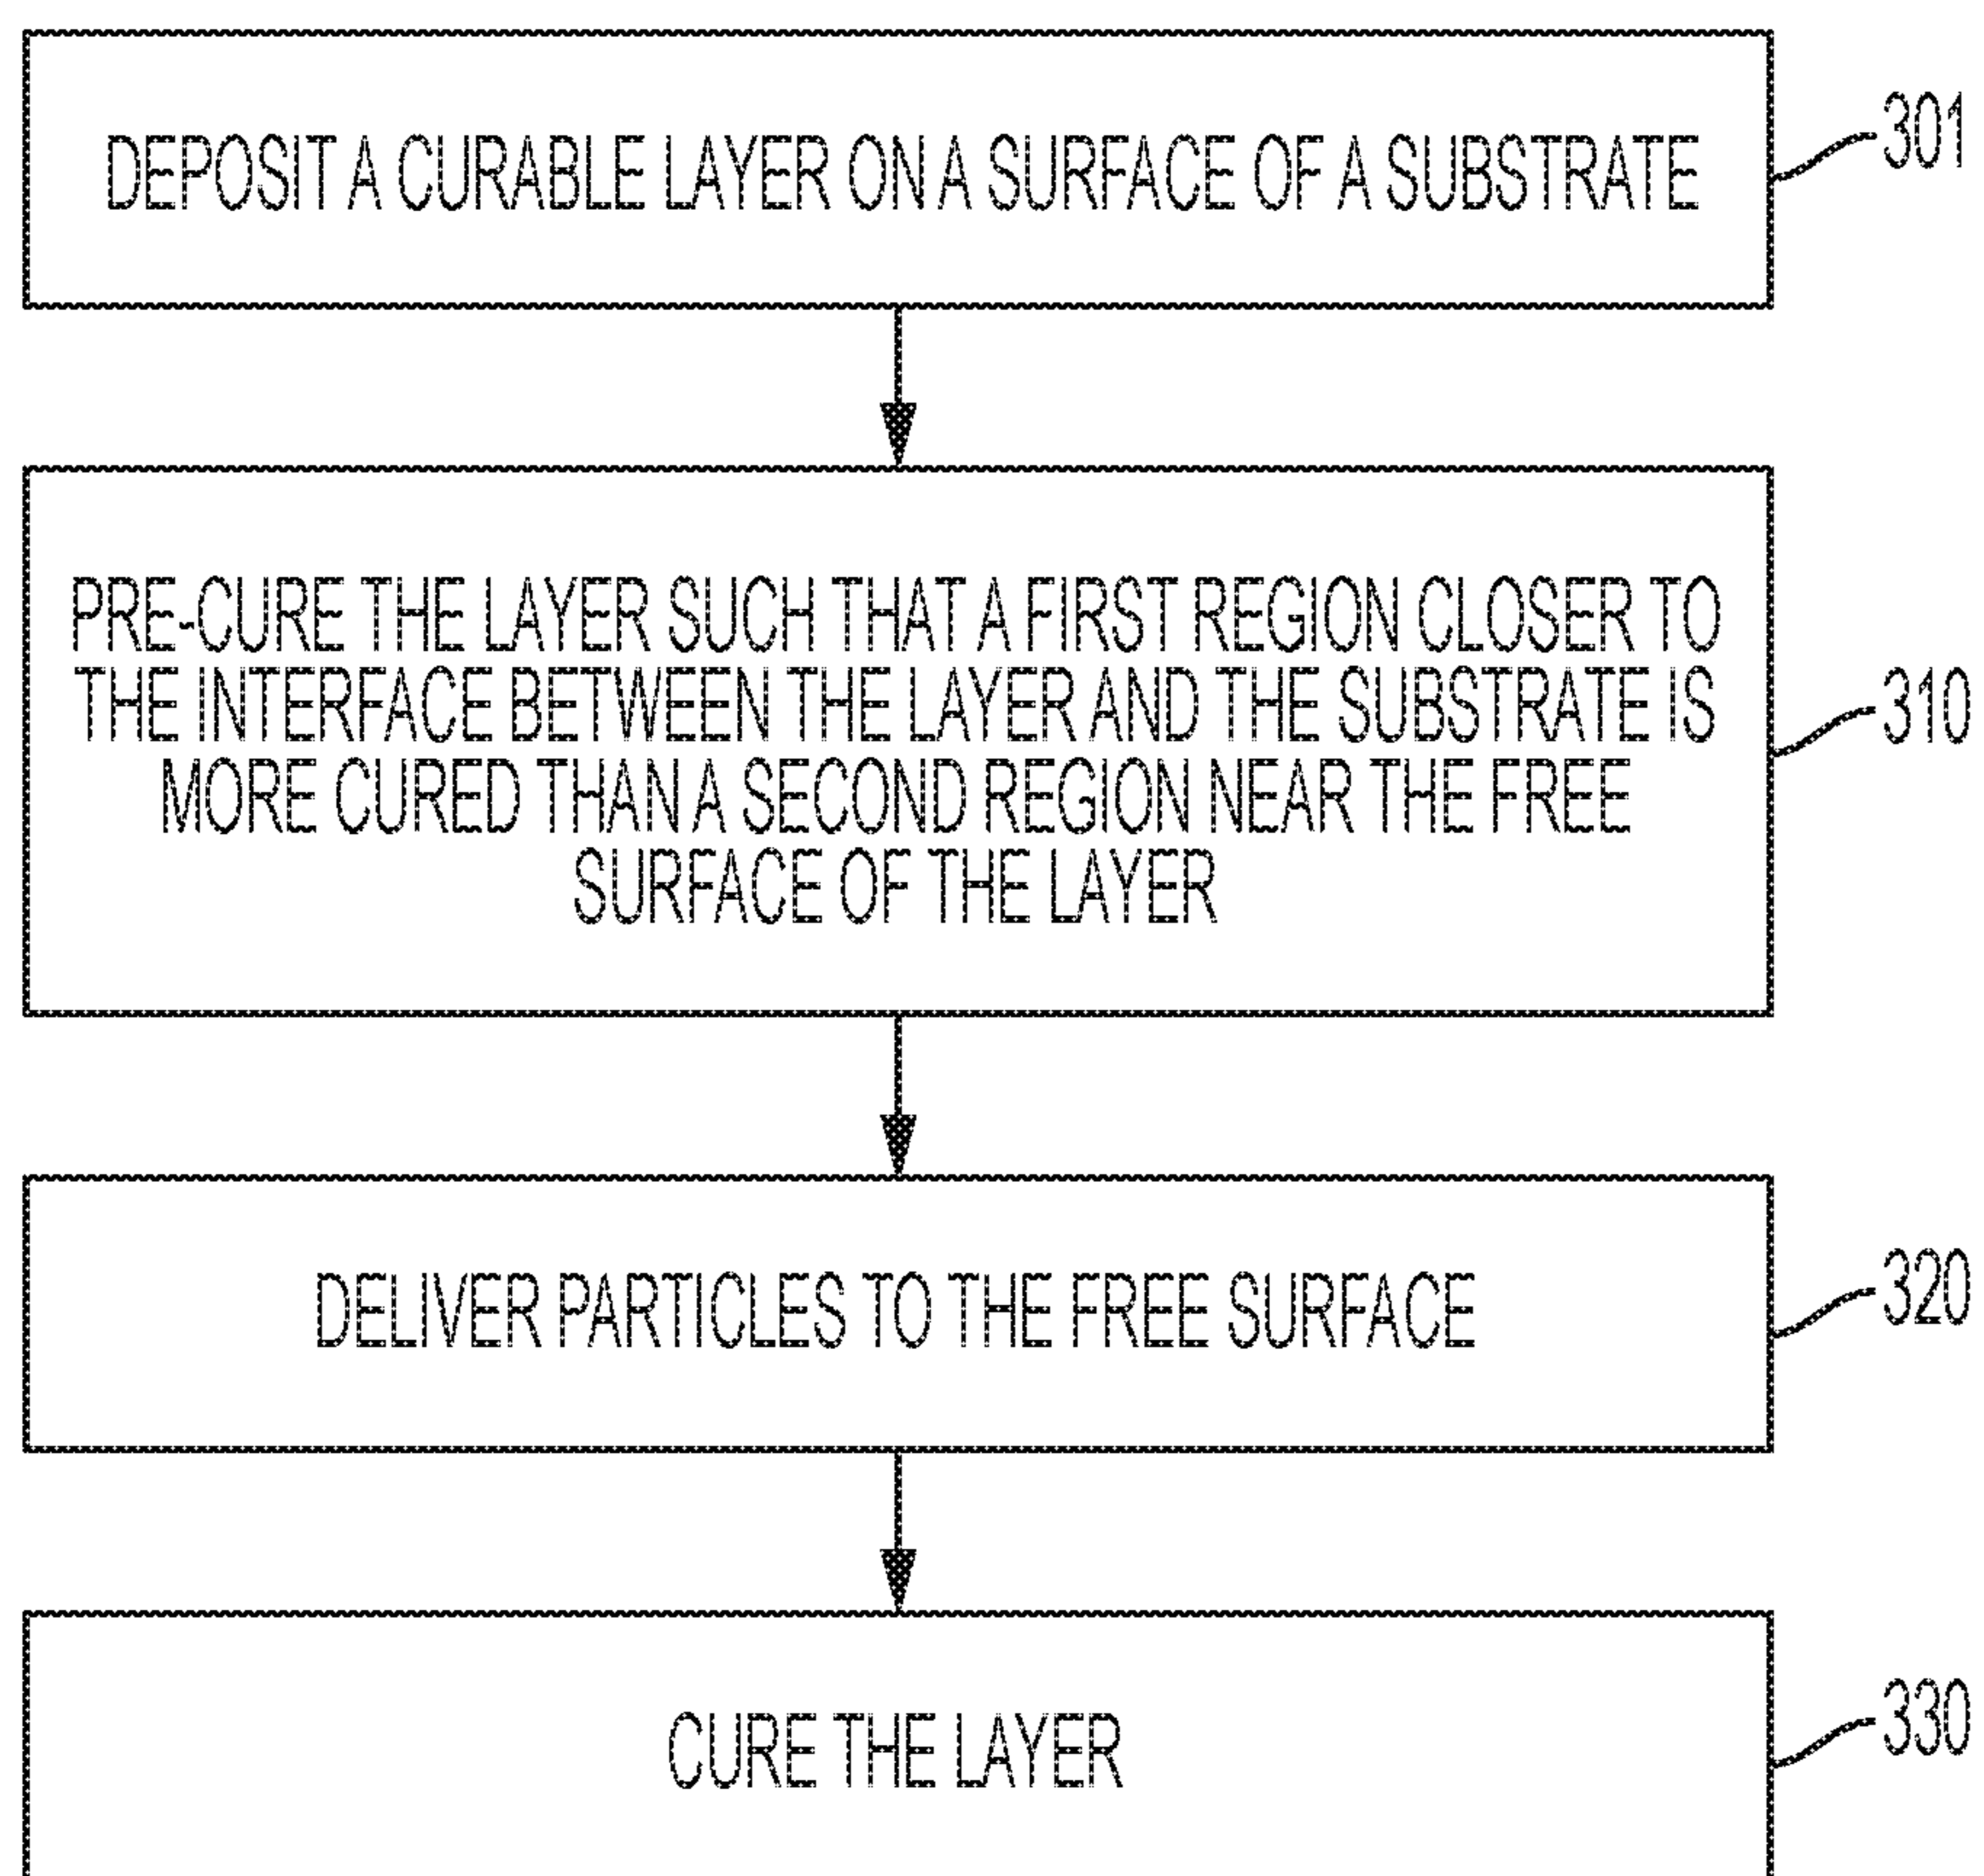 DEPOSIT A CURABLE LAYER ON A SURFACE OF A SUBSTRATE
301
PRE-CURE THE LAYER SUCH THAT A FIRST REGION CLOSER TO
THE INTERFACE BETWEEN THE LAYER AND THE SUBSTRATE IS
MORE CURED THAN A SECOND REGION NEAR THE FREE
SURFACE OF THE LAYER
310
DELIVER PARTICLES TO THE FREE SURFACE
320
CURE THE LAYER
330